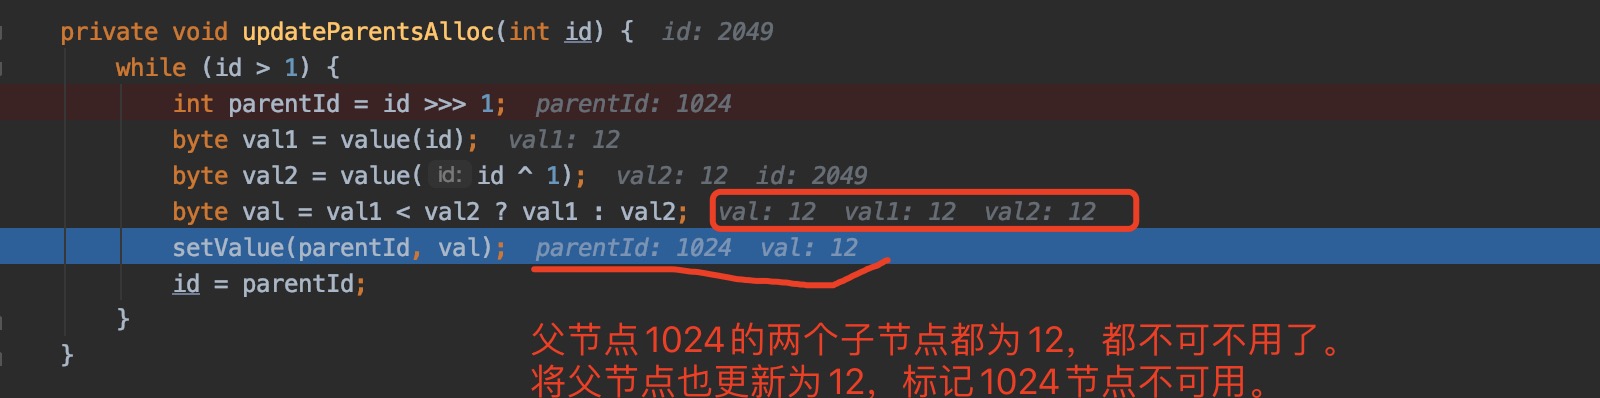 private void updateParentsAlloc(int id) {  id: 2049
while (id > 1) {
int parentId = id >>> 1;  parentId: 1024
byte val1 = value(id);  val1: 12
byte val2 = value( id: id ^ 1);  val2: 12  id: 2049
byte val = val1 < val2 ? val1 : val2;  val: 12  val1: 12  val2: 12
setValue(parentId, val);  parentId: 1024  val: 12
id = parentId;
}
}
父节点1024的两个子节点都为12，都不可不用了。
将父节点也更新为12，标记1024节点不可用。